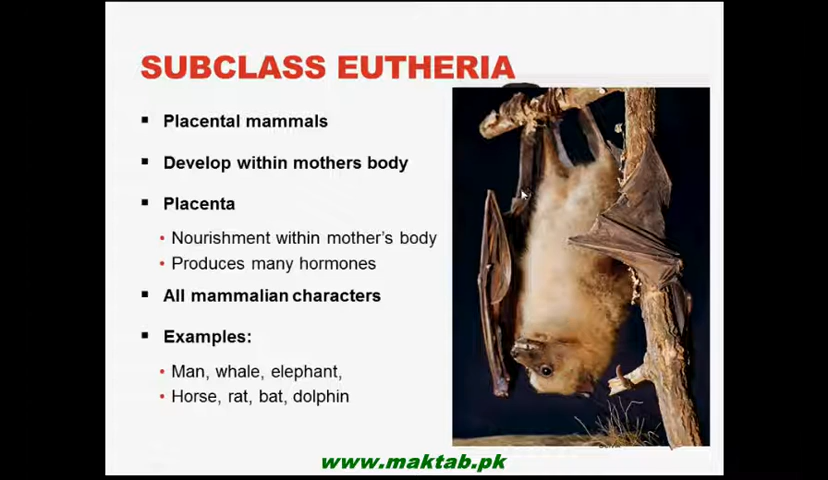 SUBCLASS EUTHERIA
▪ Placental mammals
▪ Develop within mothers body
▪ Placenta
• Nourishment within mother's body
• Produces many hormones
▪ All mammalian characters
▪ Examples:
• Man, whale, elephant,
• Horse, rat, bat, dolphin
www.maktab.pk